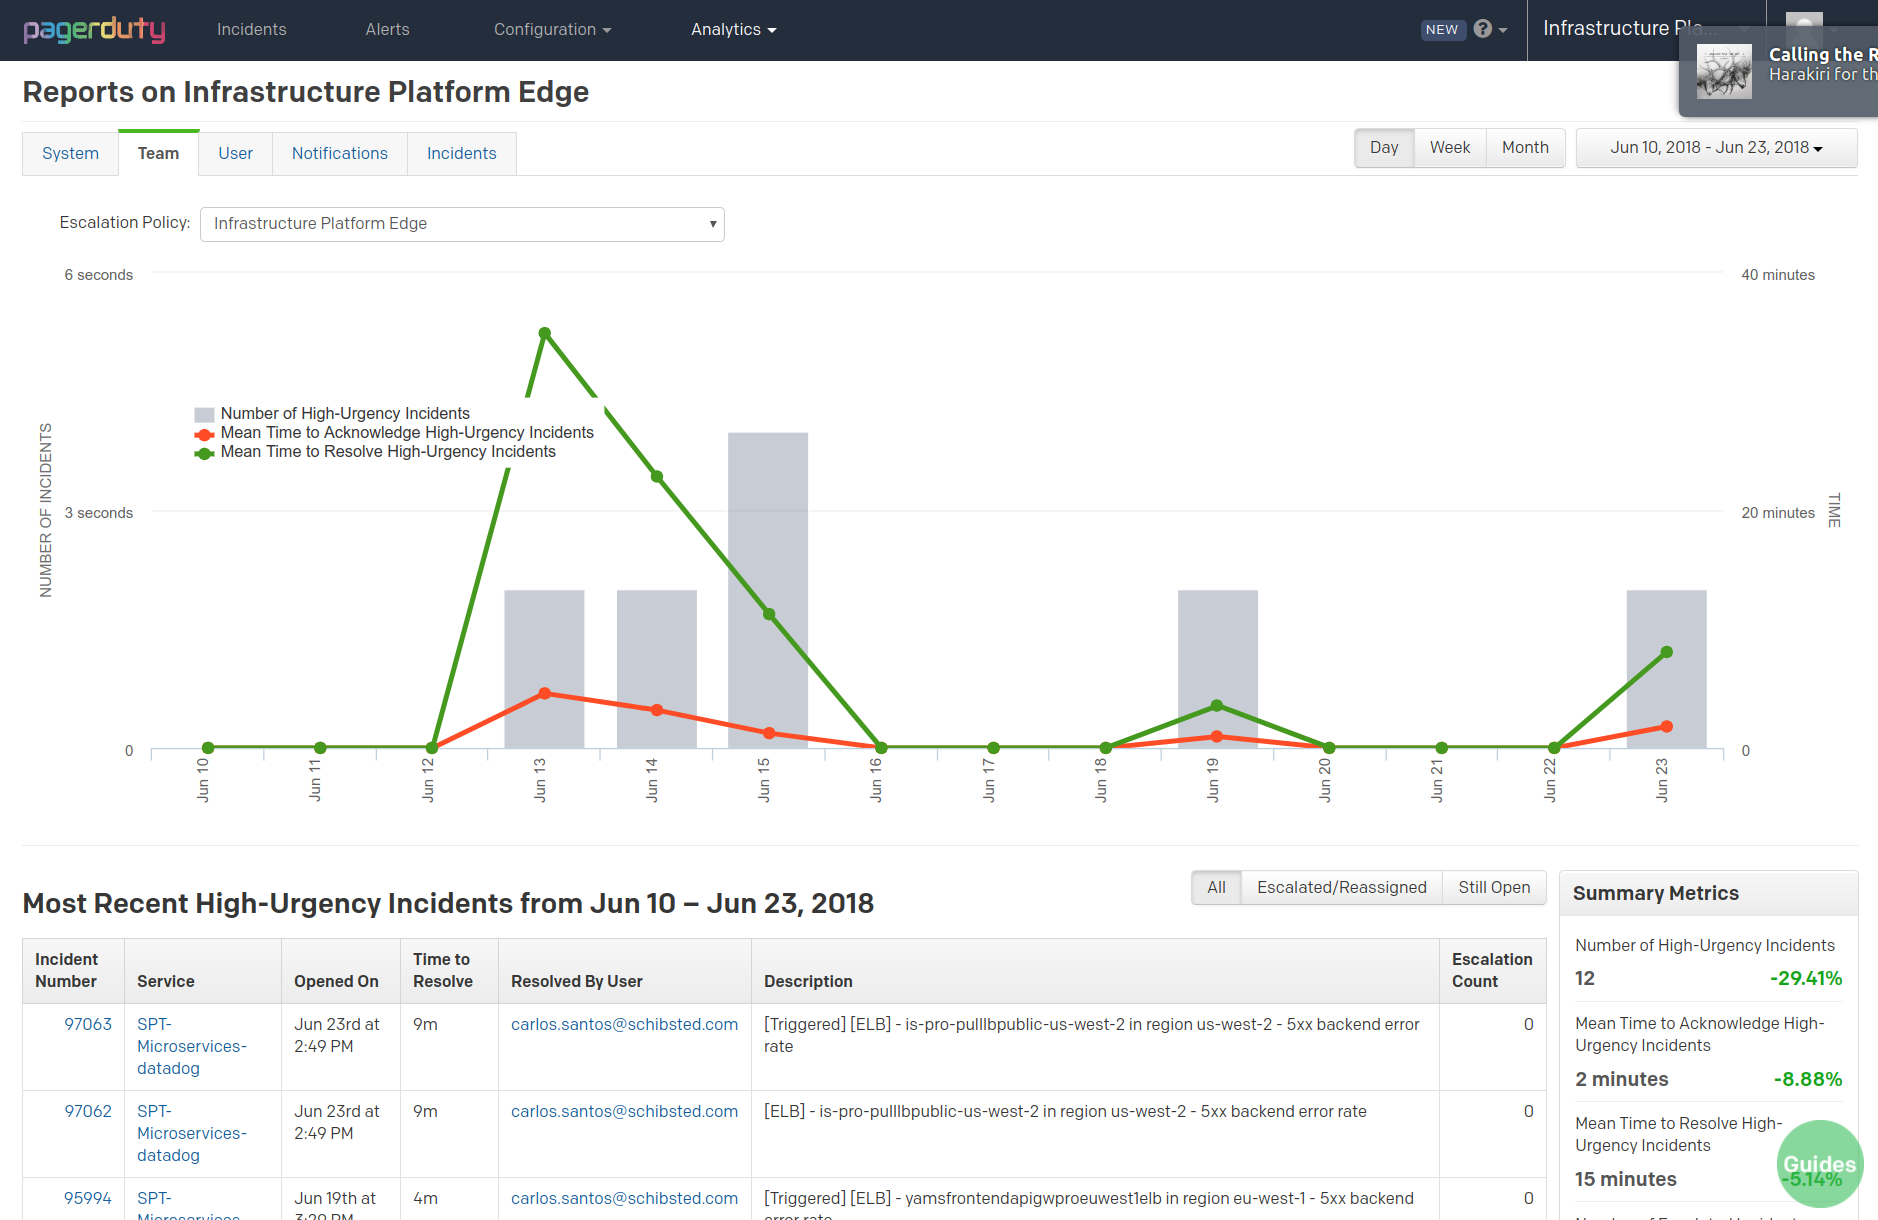 pagerduty Incidents Alerts Configuration Analytics NEW ? Infrastructure Pla...
Calling the R
Harakiri for th
Reports on Infrastructure Platform Edge
System Team User Notifications Incidents Day Week Month Jun 10, 2018 - Jun 23, 2018
Escalation Policy: Infrastructure Platform Edge
6 seconds 40 minutes
Number of High-Urgency Incidents
Mean Time to Acknowledge High-Urgency Incidents
Mean Time to Resolve High-Urgency Incidents
NUMBER OF INCIDENTS
3 seconds 20 minutes
TIME
0 0
Jun 10 Jun 11 Jun 12 Jun 13 Jun 14 Jun 15 Jun 16 Jun 17 Jun 18 Jun 19 Jun 20 Jun 21 Jun 22 Jun 23
Most Recent High-Urgency Incidents from Jun 10 – Jun 23, 2018
All Escalated/Reassigned Still Open
Incident Number Service Opened On Time to Resolve Resolved By User Description Escalation Count
97063 SPT-Microservices-datadog Jun 23rd at 2:49 PM 9m carlos.santos@schibsted.com [Triggered] [ELB] - is-pro-pulllbpublic-us-west-2 in region us-west-2 - 5xx backend error rate 0
97062 SPT-Microservices-datadog Jun 23rd at 2:49 PM 9m carlos.santos@schibsted.com [ELB] - is-pro-pulllbpublic-us-west-2 in region us-west-2 - 5xx backend error rate 0
95994 SPT-Microservices- Jun 19th at 3:29 PM 4m carlos.santos@schibsted.com [Triggered] [ELB] - yamsfrontendapigwproeuwest1elb in region eu-west-1 - 5xx backend error rate 0
Summary Metrics
Number of High-Urgency Incidents
12 -29.41%
Mean Time to Acknowledge High-
Urgency Incidents
2 minutes -8.88%
Mean Time to Resolve High-
Urgency Incidents
15 minutes -5.14%
Guides